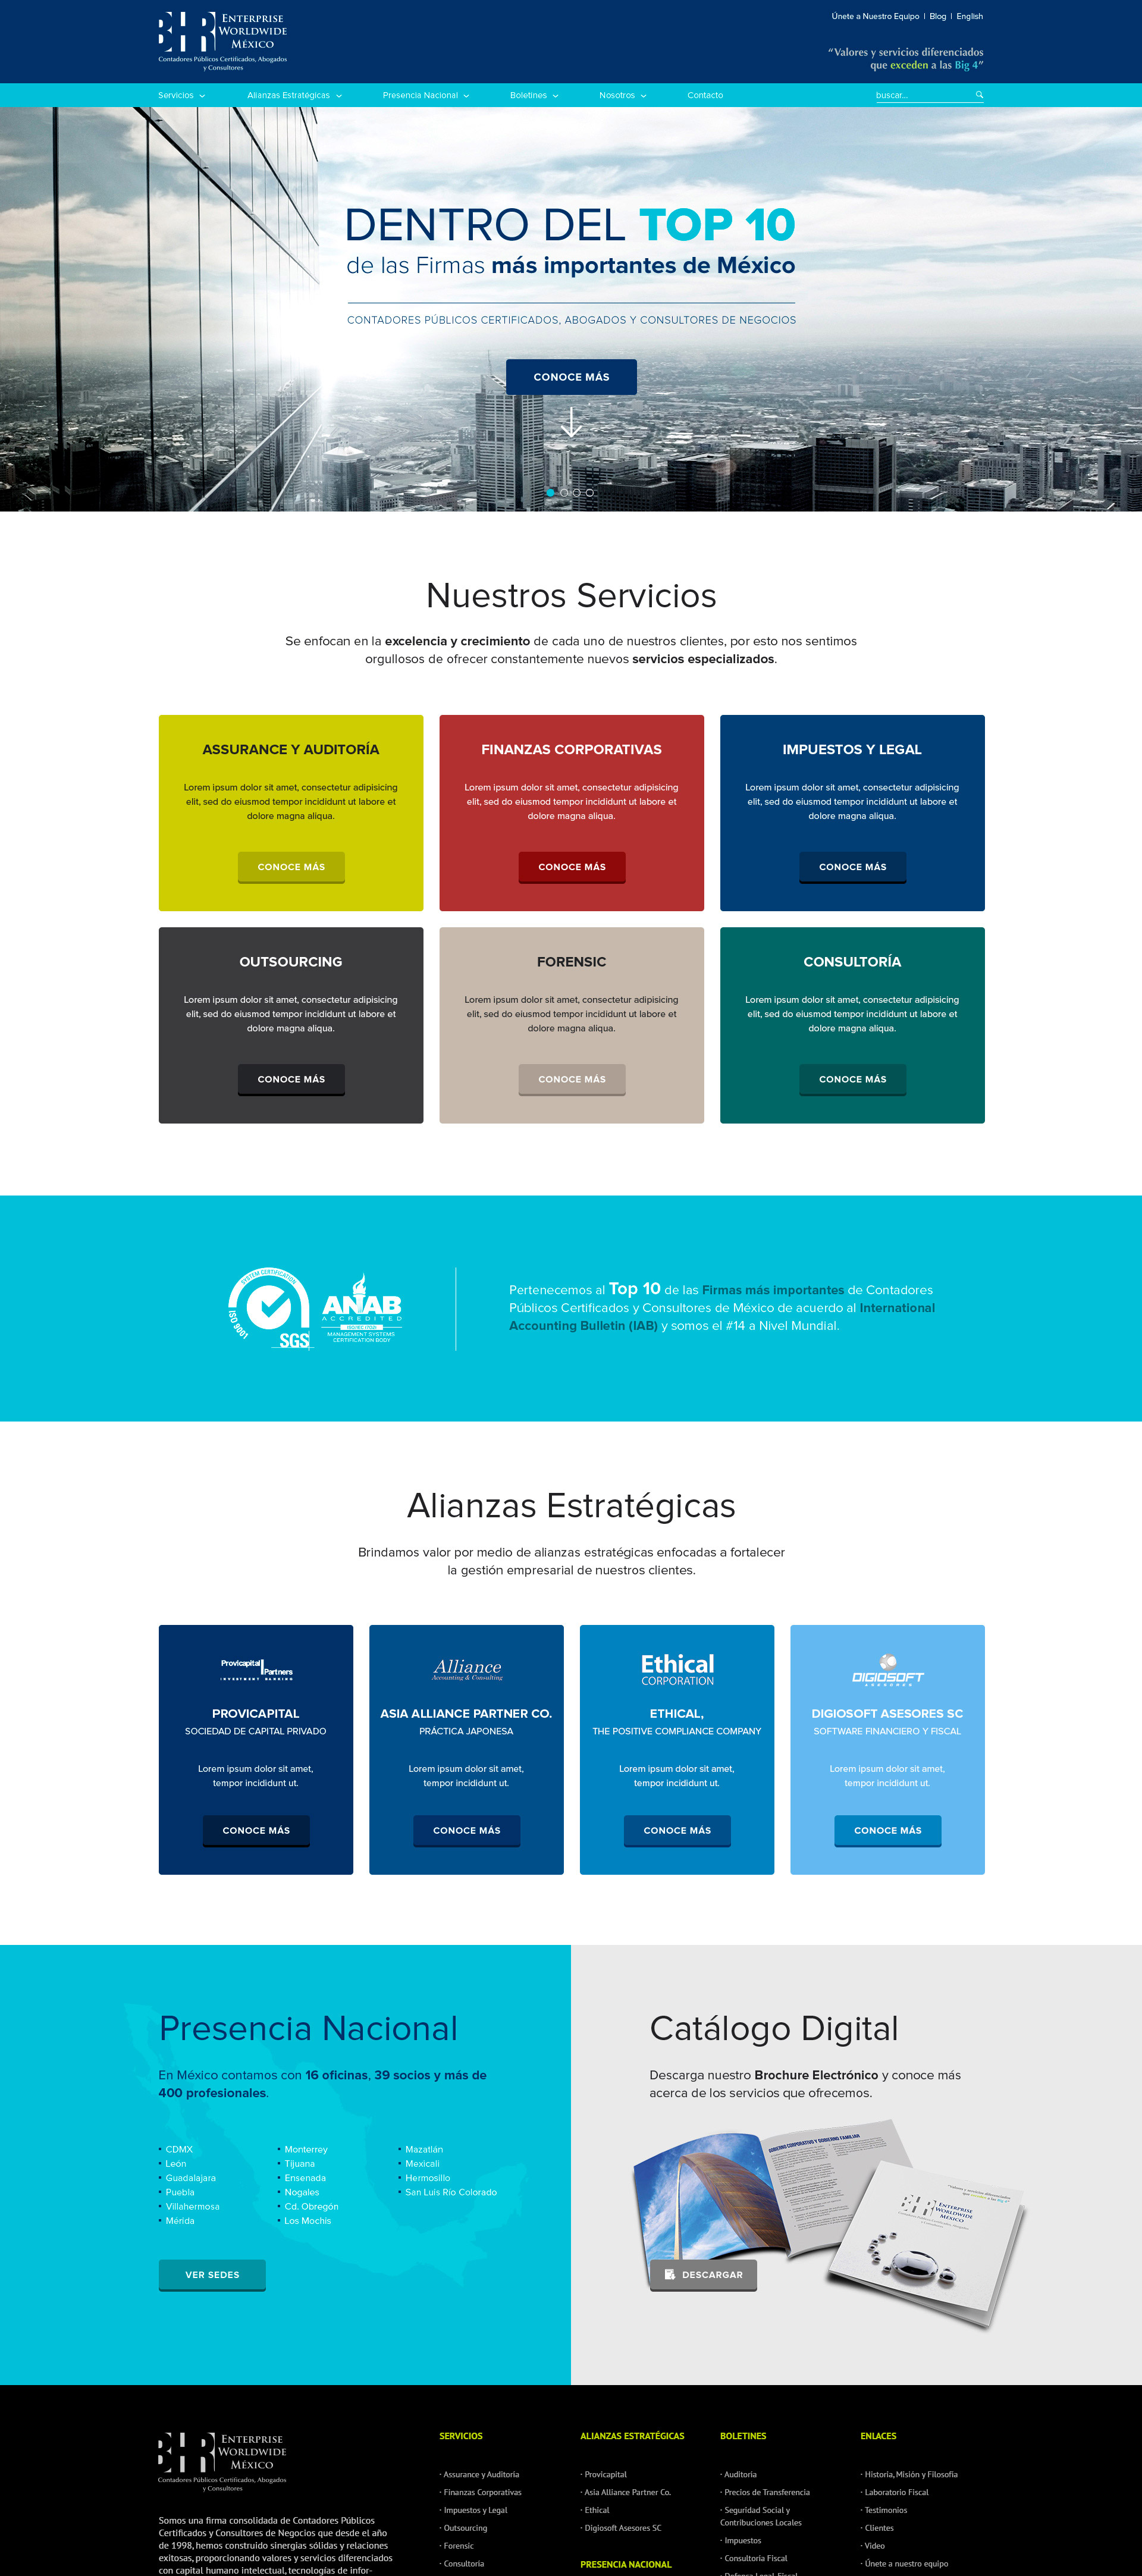 ENTERPRISE
WORLDWIDE
MÉXICO
Contadores Públicos Certificados, Abogados
y Consultores
Únete a Nuestro Equipo | Blog | English
“Valores y servicios diferenciados
que exceden a las Big 4”
Servicios
Alianzas Estratégicas
Presencia Nacional
Boletines
Nosotros
Contacto
buscar...
DENTRO DEL TOP 10
de las Firmas más importantes de México
CONTADORES PÚBLICOS CERTIFICADOS, ABOGADOS Y CONSULTORES DE NEGOCIOS
CONOCE MÁS
Nuestros Servicios
Se enfocan en la excelencia y crecimiento de cada uno de nuestros clientes, por esto nos sentimos
orgullosos de ofrecer constantemente nuevos servicios especializados.
ASSURANCE Y AUDITORÍA
Lorem ipsum dolor sit amet, consectetur adipisicing
elit, sed do eiusmod tempor incididunt ut labore et
dolore magna aliqua.
CONOCE MÁS
FINANZAS CORPORATIVAS
Lorem ipsum dolor sit amet, consectetur adipisicing
elit, sed do eiusmod tempor incididunt ut labore et
dolore magna aliqua.
CONOCE MÁS
IMPUESTOS Y LEGAL
Lorem ipsum dolor sit amet, consectetur adipisicing
elit, sed do eiusmod tempor incididunt ut labore et
dolore magna aliqua.
CONOCE MÁS
OUTSOURCING
Lorem ipsum dolor sit amet, consectetur adipisicing
elit, sed do eiusmod tempor incididunt ut labore et
dolore magna aliqua.
CONOCE MÁS
FORENSIC
Lorem ipsum dolor sit amet, consectetur adipisicing
elit, sed do eiusmod tempor incididunt ut labore et
dolore magna aliqua.
CONOCE MÁS
CONSULTORÍA
Lorem ipsum dolor sit amet, consectetur adipisicing
elit, sed do eiusmod tempor incididunt ut labore et
dolore magna aliqua.
CONOCE MÁS
SYSTEM CERTIFICATION
ISO 9001
SGS
ANAB
ACCREDITED
MANAGEMENT SYSTEMS
CERTIFICATION BODY
Pertenecemos al Top 10 de las Firmas más importantes de Contadores
Públicos Certificados y Consultores de México de acuerdo al International
Accounting Bulletin (IAB) y somos el #14 a Nivel Mundial.
Alianzas Estratégicas
Brindamos valor por medio de alianzas estratégicas enfocadas a fortalecer
la gestión empresarial de nuestros clientes.
Provicapital
Partners
INVESTMENT BANKING
PROVICAPITAL
SOCIEDAD DE CAPITAL PRIVADO
Lorem ipsum dolor sit amet,
tempor incididunt ut.
CONOCE MÁS
Alliance
Accounting & Consulting
ASIA ALLIANCE PARTNER CO.
PRÁCTICA JAPONESA
Lorem ipsum dolor sit amet,
tempor incididunt ut.
CONOCE MÁS
Ethical
CORPORATION
ETHICAL,
THE POSITIVE COMPLIANCE COMPANY
Lorem ipsum dolor sit amet,
tempor incididunt ut.
CONOCE MÁS
DIGIOSOFT
ASESORES
DIGIOSOFT ASESORES SC
SOFTWARE FINANCIERO Y FISCAL
Lorem ipsum dolor sit amet,
tempor incididunt ut.
CONOCE MÁS
Presencia Nacional
En México contamos con 16 oficinas, 39 socios y más de
400 profesionales.
• CDMX
• León
• Guadalajara
• Puebla
• Villahermosa
• Mérida
• Monterrey
• Tijuana
• Ensenada
• Nogales
• Cd. Obregón
• Los Mochis
• Mazatlán
• Mexicali
• Hermosillo
• San Luis Río Colorado
VER SEDES
Catálogo Digital
Descarga nuestro Brochure Electrónico y conoce más
acerca de los servicios que ofrecemos.
GOBIERNO CORPORATIVO Y GOBIERNO FAMILIAR
ENTERPRISE
WORLDWIDE
MÉXICO
DESCARGAR
ENTERPRISE
WORLDWIDE
MÉXICO
Contadores Públicos Certificados, Abogados
y Consultores
Somos una firma consolidada de Contadores Públicos
Certificados y Consultores de Negocios que desde el año
de 1998, hemos construido sinergias sólidas y relaciones
exitosas, proporcionando valores y servicios diferenciados
con capital humano intelectual, tecnologías de infor-
SERVICIOS
· Assurance y Auditoria
· Finanzas Corporativas
· Impuestos y Legal
· Outsourcing
· Forensic
· Consultoria
ALIANZAS ESTRATÉGICAS
· Provicapital
· Asia Alliance Partner Co.
· Ethical
· Digiosoft Asesores SC
PRESENCIA NACIONAL
BOLETINES
· Auditoria
· Precios de Transferencia
· Seguridad Social y
Contribuciones Locales
· Impuestos
· Consultoria Fiscal
ENLACES
· Historia, Misión y Filosofia
· Laboratorio Fiscal
· Testimonios
· Clientes
· Video
· Únete a nuestro equipo